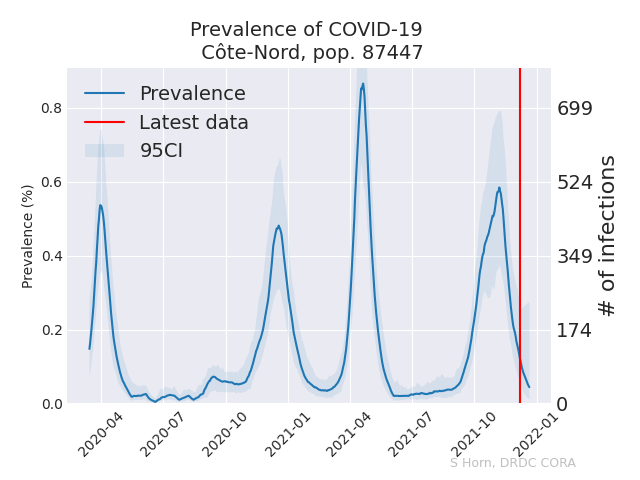 Prevalence of COVID-19
Côte-Nord, pop. 87447
Prevalence
Latest data
95CI
Prevalence (%)
0.8
0.6
0.4
0.2
0.0
699
524
349
174
0
# of infections
2020-04
2020-07
2020-10
2021-01
2021-04
2021-07
2021-10
2022-01
S Horn, DRDC CORA